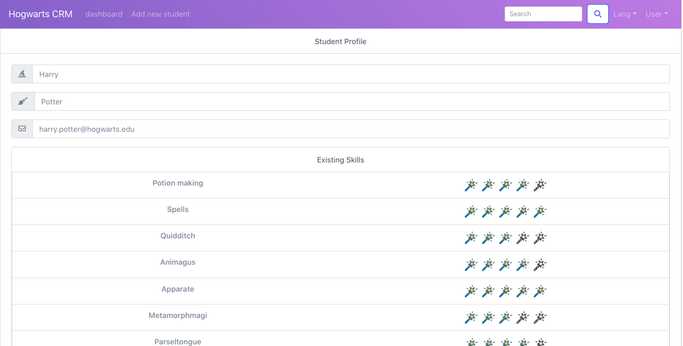 Hogwarts CRM dashboard Add new student Search Lang User
Student Profile
Harry
Potter
harry.potter@hogwarts.edu
Existing Skills
Potion making
Spells
Quidditch
Animagus
Apparate
Metamorphmagi
Parseltongue